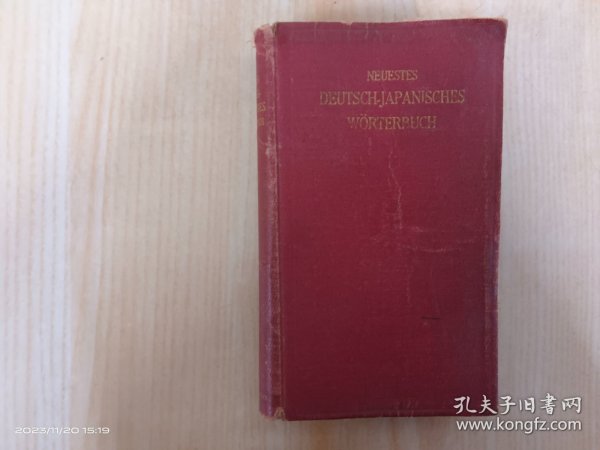 NEUESTES
DEUTSCH-JAPANISCHES
WÖRTERBUCH
2023/11/20 15:19
孔夫子旧书网
www.kongfz.com